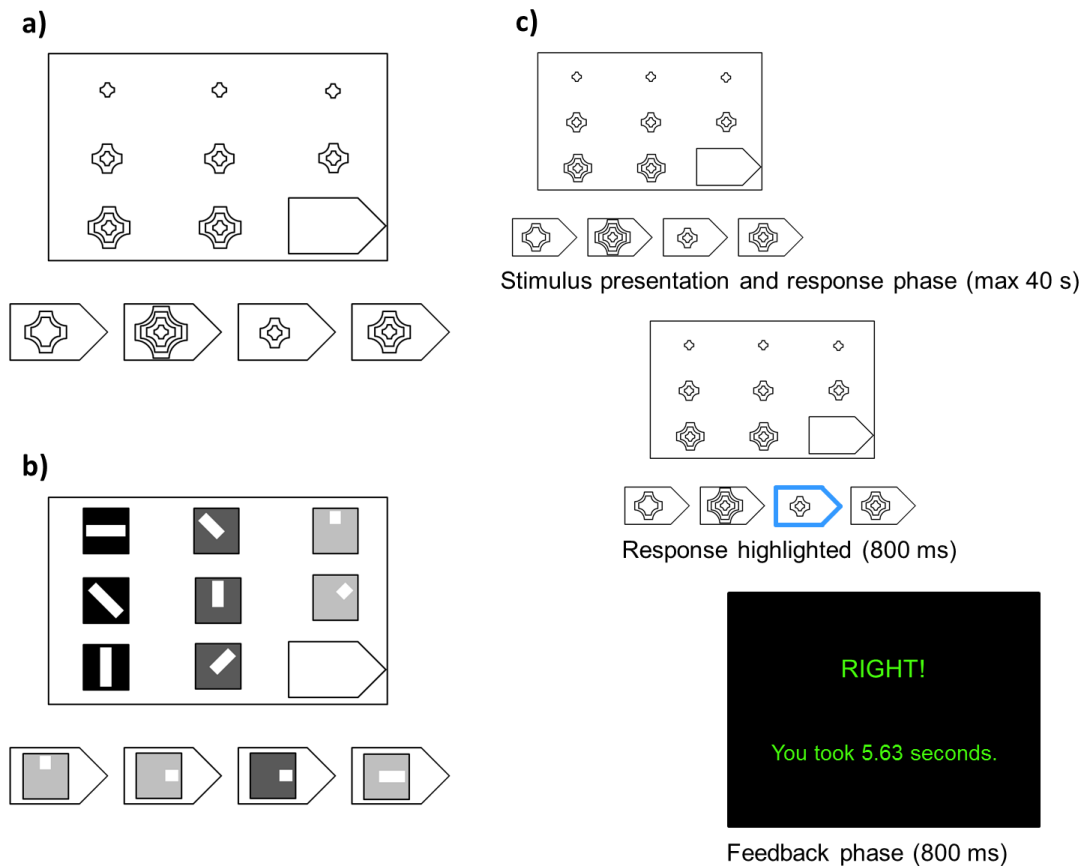 a)
b)
c)
Stimulus presentation and response phase (max 40 s)
Response highlighted (800 ms)
RIGHT!
You took 5.63 seconds.
Feedback phase (800 ms)